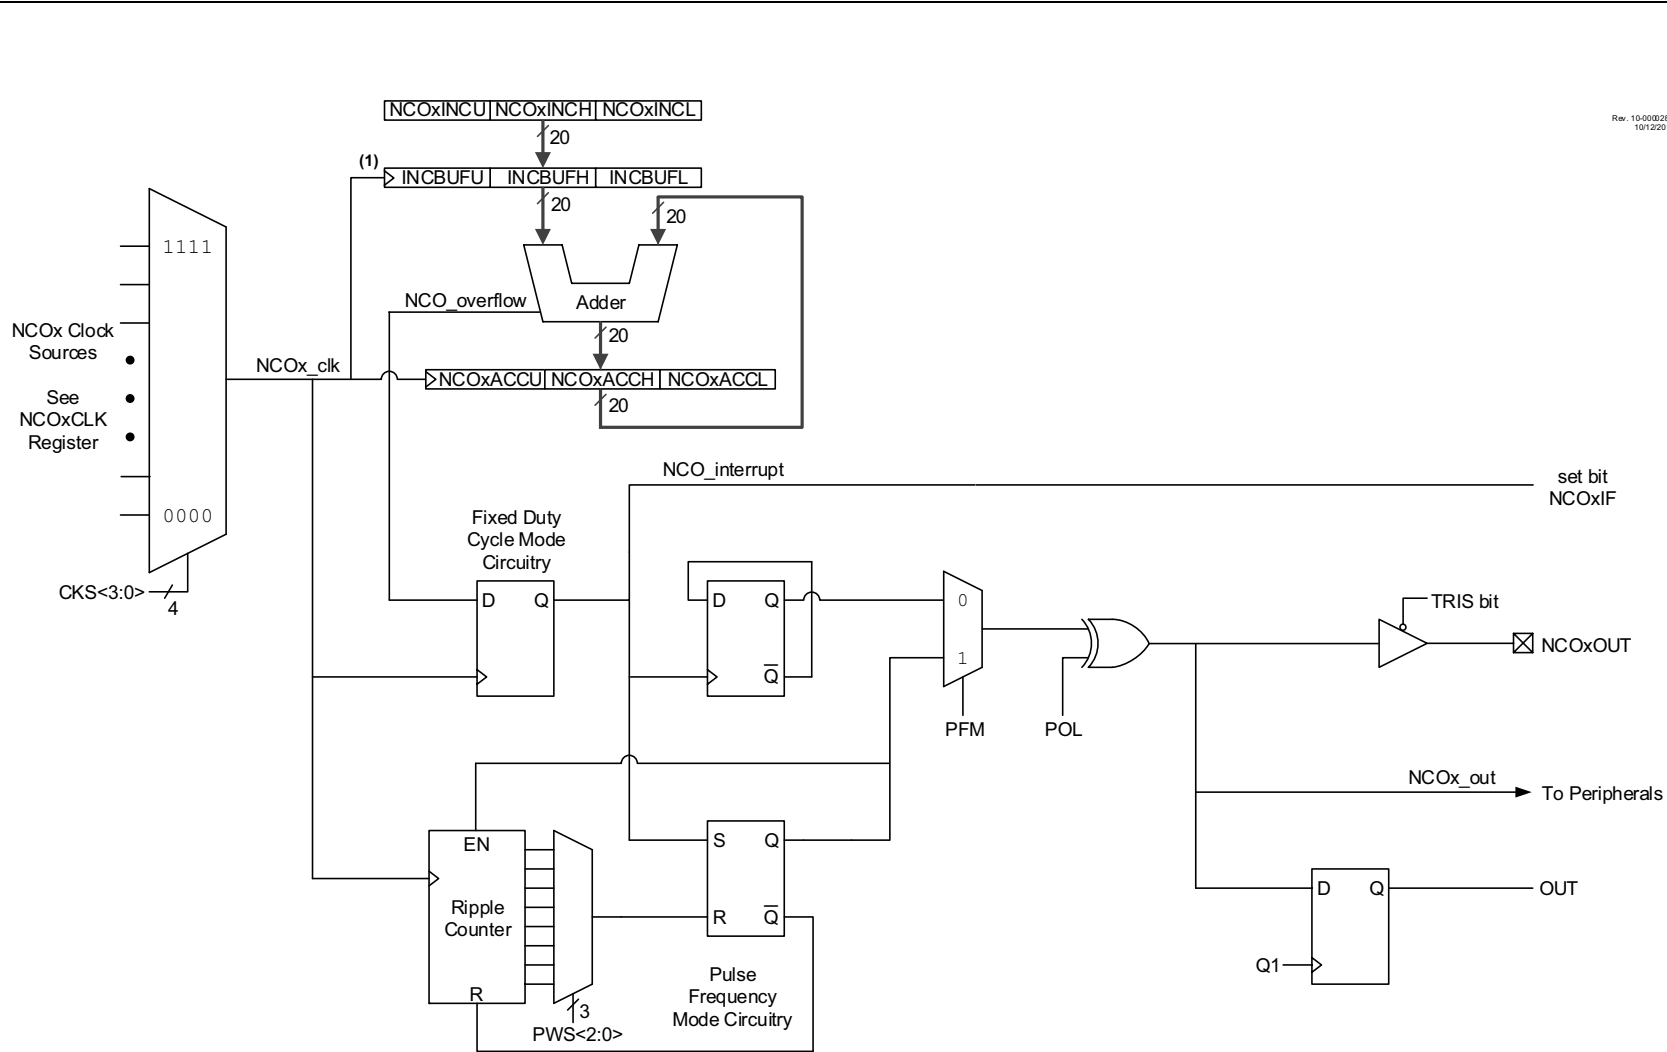 NCOxINCU NCOxINCH NCOxINCL
Rev. 10-000028
10/12/20
20
(1)
INCBUFU INCBUFH INCBUFL
20
20
1111
Adder
NCO_overflow
20
NCOx Clock
Sources
NCOx_clk
NCOxACCU NCOxACCH NCOxACCL
See
NCOxCLK
Register
20
NCO_interrupt
set bit
NCOxIF
0000
Fixed Duty
Cycle Mode
Circuitry
CKS<3:0>
4
D Q
D Q
Q
0
1
PFM
POL
TRIS bit
NCOxOUT
NCOx_out
To Peripherals
EN
Ripple
Counter
R
S Q
R Q
3
PWS<2:0>
Pulse
Frequency
Mode Circuitry
D Q
OUT
Q1